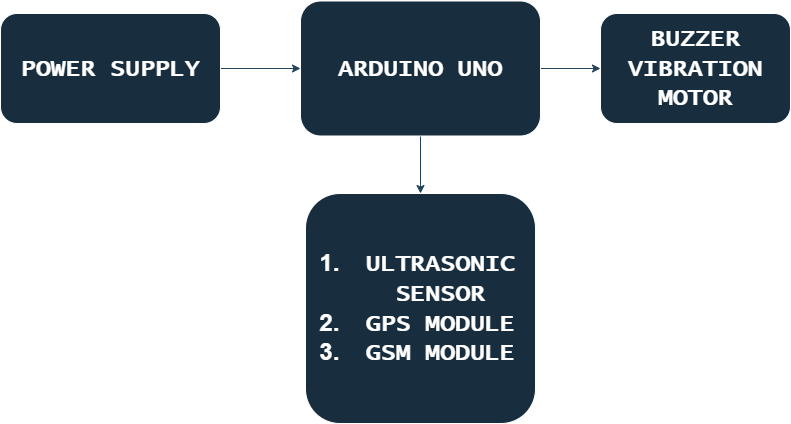 POWER SUPPLY
ARDUINO UNO
BUZZER
VIBRATION
MOTOR
1. ULTRASONIC
SENSOR
2. GPS MODULE
3. GSM MODULE